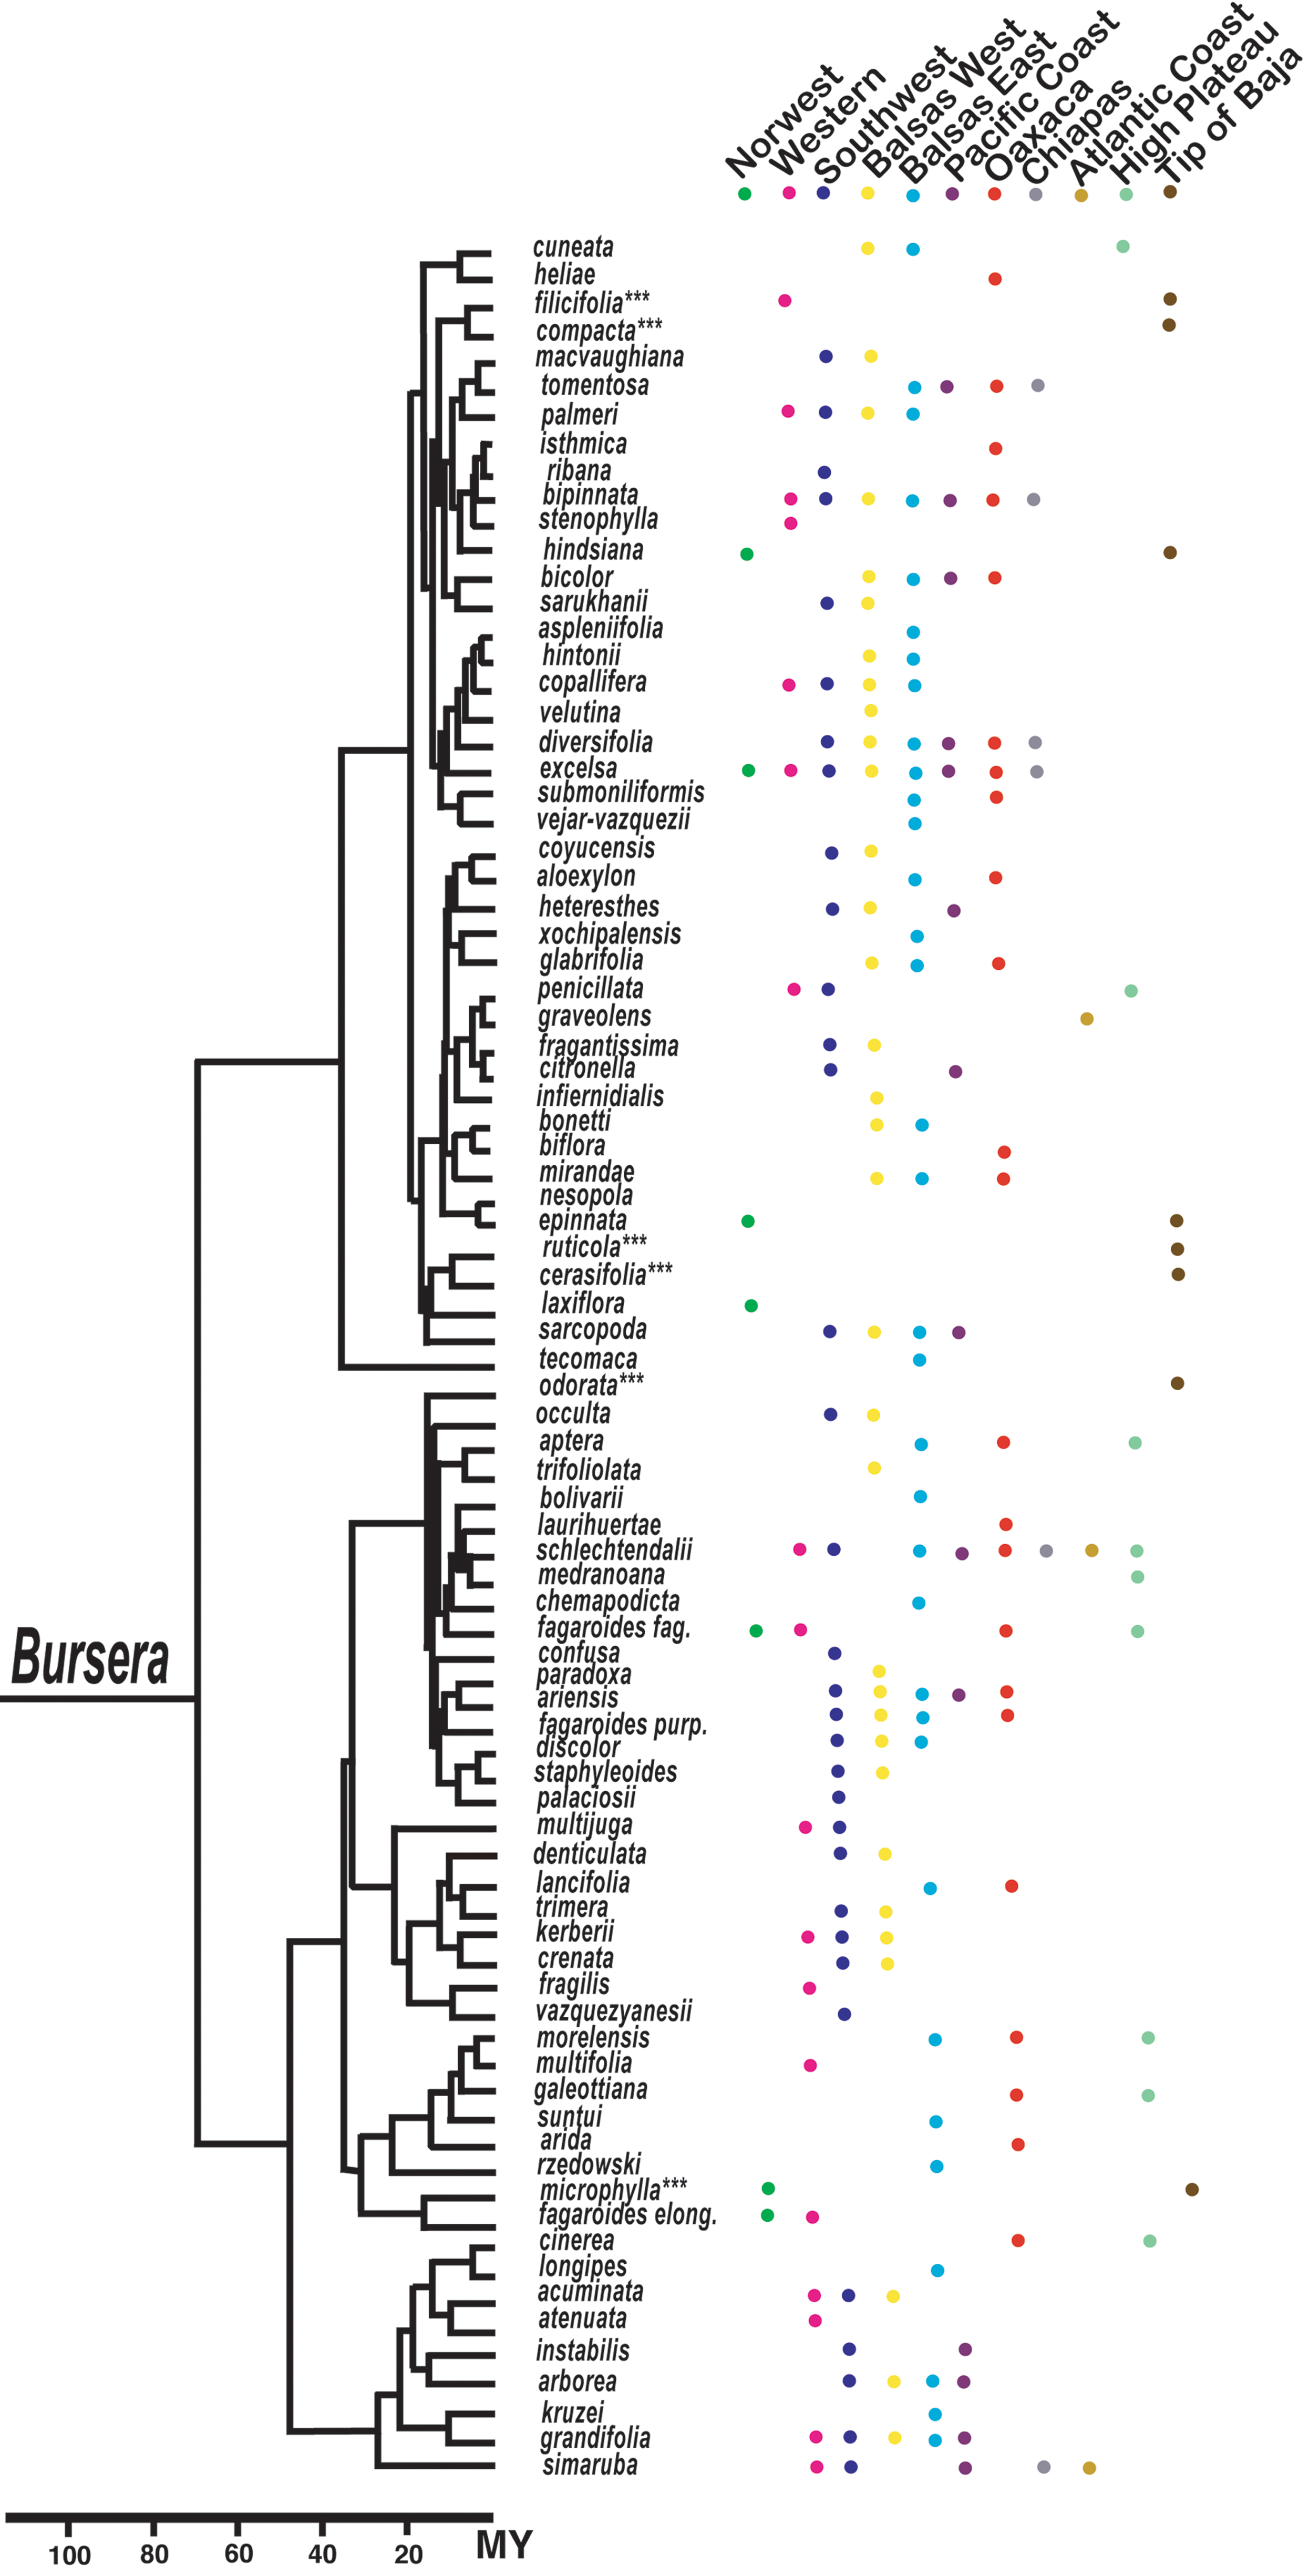 Norwest
Western
Southwest
Balsas West
Balsas East
Pacific Coast
Oaxaca
Chiapas
Atlantic Coast
High Plateau
Tip of Baja
cuneata
heliae
filicifolia***
compacta***
macvaughiana
tomentosa
palmeri
isthmica
ribana
bipinnata
stenophylla
hindsiana
bicolor
sarukhanii
aspleniifolia
hintonii
copallifera
velutina
diversifolia
excelsa
submoniliformis
vejar-vazquezii
coyucensis
aloexylon
heteresthes
xochipalensis
glabrifolia
penicillata
graveolens
fragantissima
citronella
infiernidialis
bonetti
biflora
mirandae
nesopola
epinnata
ruticola***
cerasifolia***
laxiflora
sarcopoda
tecomaca
odorata***
occulta
aptera
trifoliolata
bolivarii
laurihuertae
schlechtendalii
medranoana
chemapodicta
fagaroides fag.
Bursera
confusa
paradoxa
ariensis
fagaroides purp.
discolor
staphyleoides
palaciosii
multijuga
denticulata
lancifolia
trimera
kerberii
crenata
fragilis
vazquezyanesii
morelensis
multifolia
galeottiana
suntui
arida
rzedowski
microphylla***
fagaroides elong.
cinerea
longipes
acuminata
atenuata
instabilis
arborea
kruzei
grandifolia
simaruba
100 80 60 40 20 MY